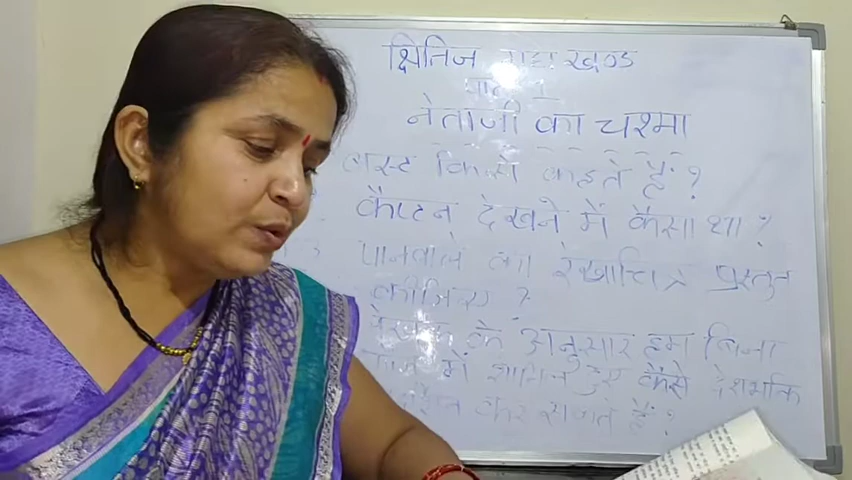 क्षितिज गद्य खण्ड
पाठ
नेताजी का चश्मा
बस्ट किसे कहते हैं ?
कैप्टन देखने में कैसा था ?
पानवाले का रेखाचित्र प्रस्तुत
कीजिए ?
के अनुसार हम बिना
में शामिल हुए कैसे देशभक्ति
कर सकते हैं ?